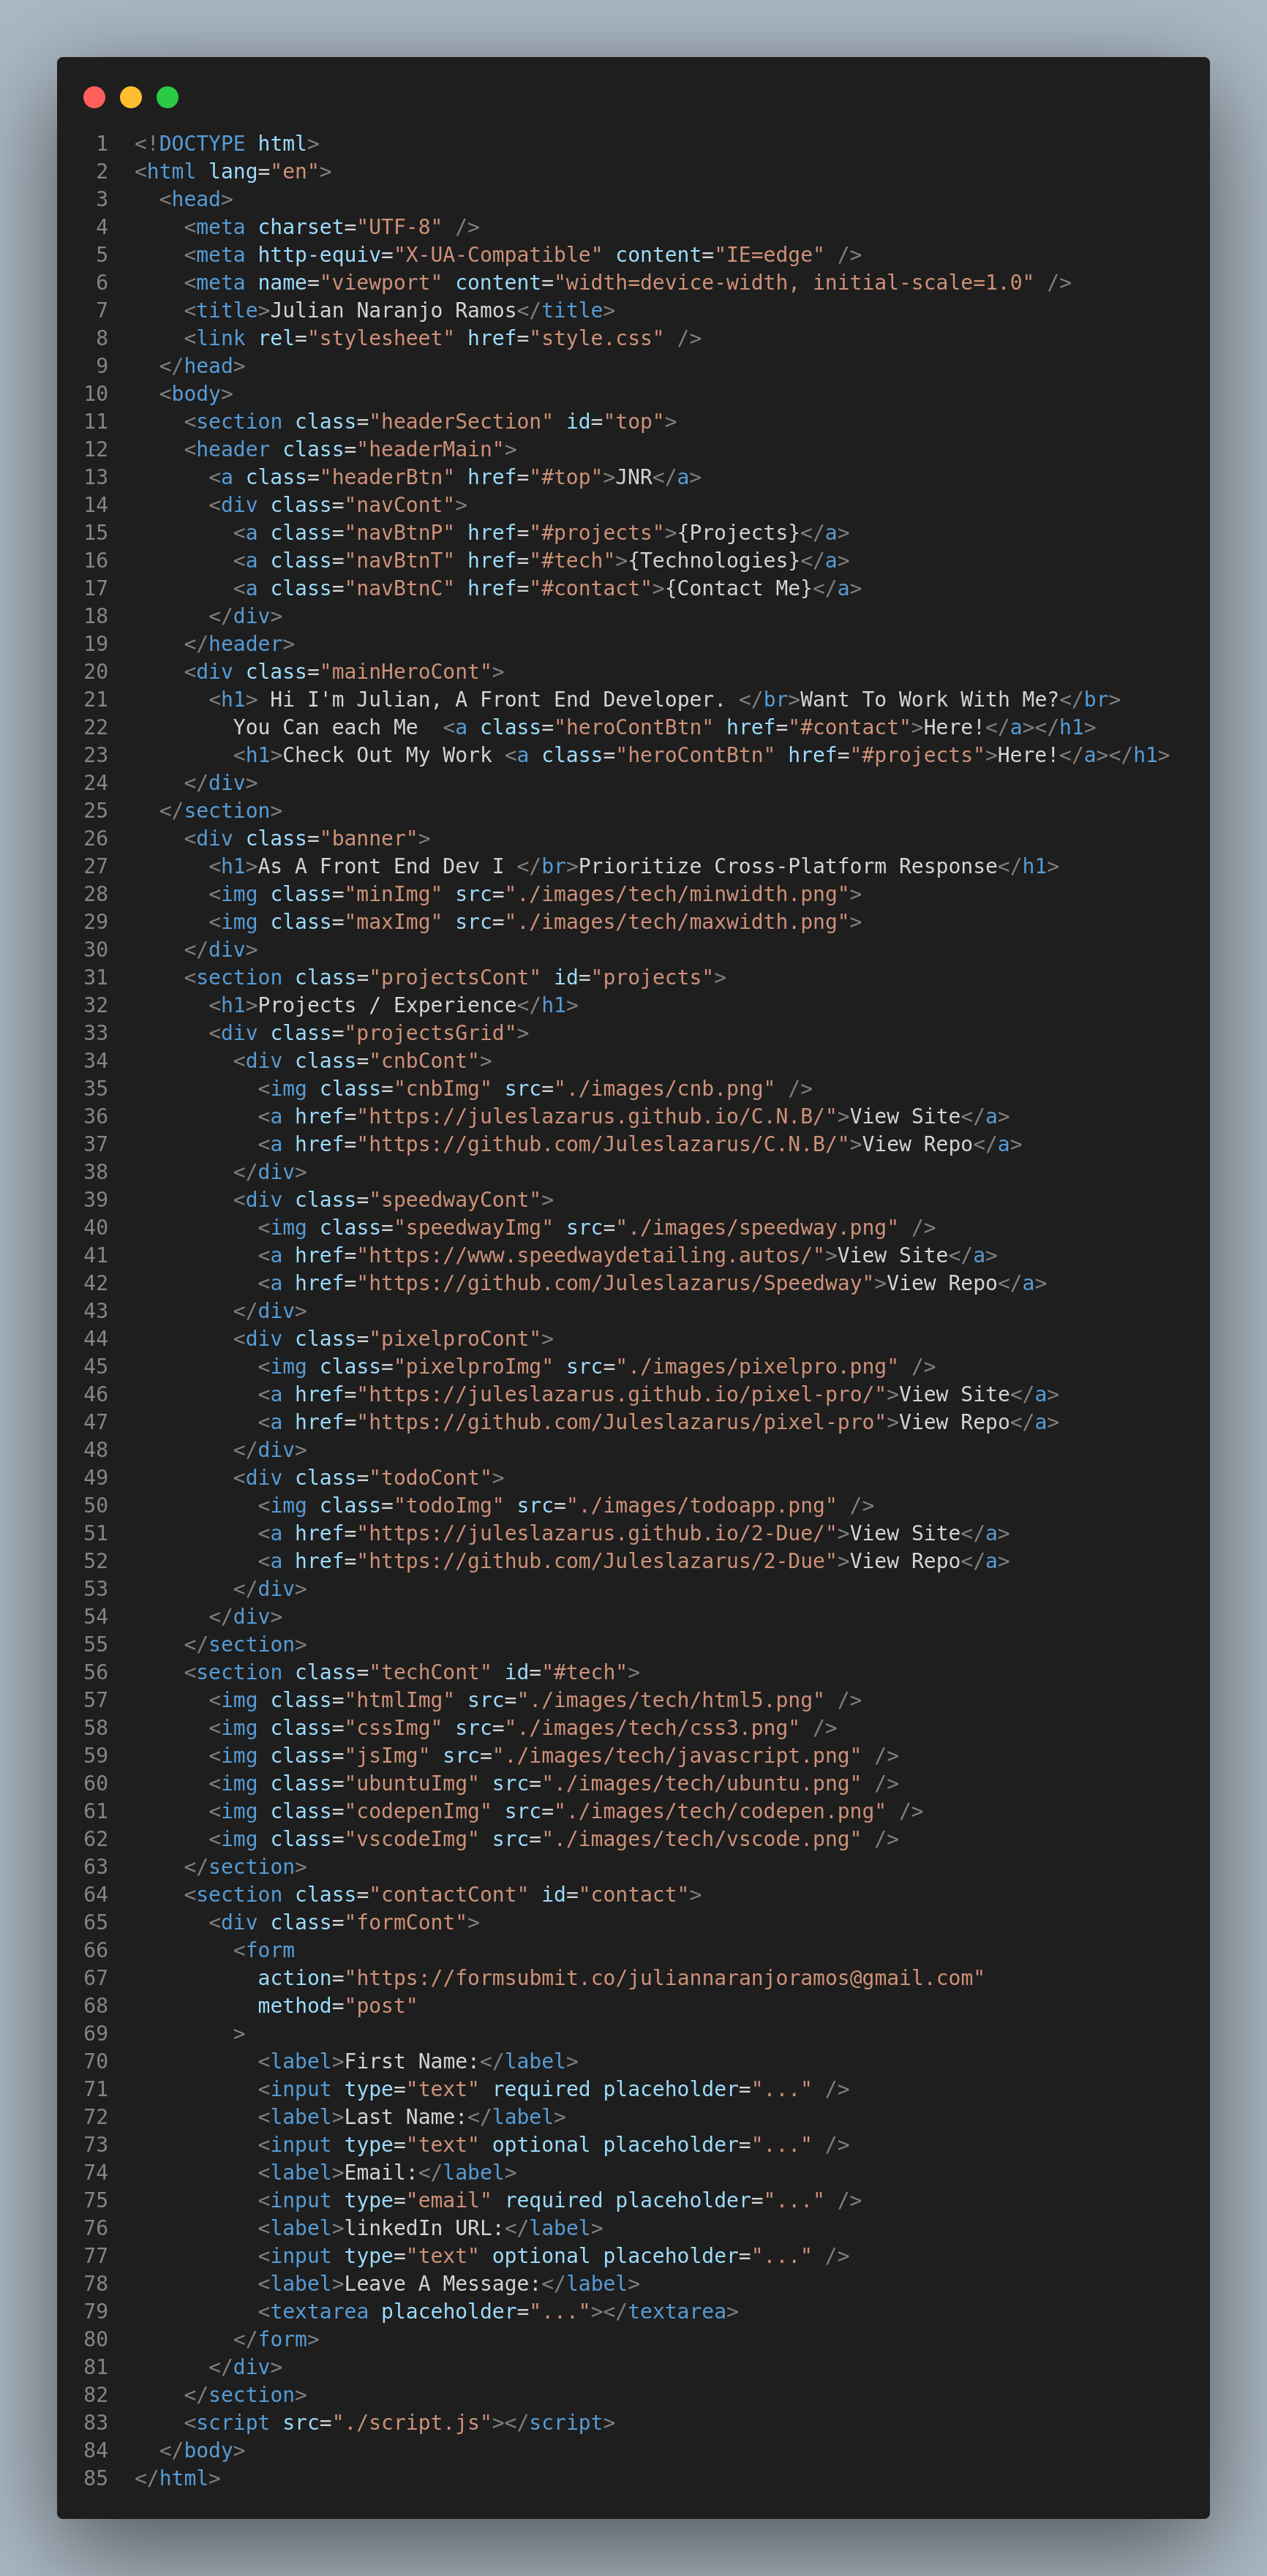 1 <!DOCTYPE html>
2 <html lang="en">
3   <head>
4     <meta charset="UTF-8" />
5     <meta http-equiv="X-UA-Compatible" content="IE=edge" />
6     <meta name="viewport" content="width=device-width, initial-scale=1.0" />
7     <title>Julian Naranjo Ramos</title>
8     <link rel="stylesheet" href="style.css" />
9   </head>
10   <body>
11     <section class="headerSection" id="top">
12     <header class="headerMain">
13       <a class="headerBtn" href="#top">JNR</a>
14       <div class="navCont">
15         <a class="navBtnP" href="#projects">{Projects}</a>
16         <a class="navBtnT" href="#tech">{Technologies}</a>
17         <a class="navBtnC" href="#contact">{Contact Me}</a>
18       </div>
19     </header>
20     <div class="mainHeroCont">
21       <h1> Hi I'm Julian, A Front End Developer. </br>Want To Work With Me?</br>
22         You Can each Me  <a class="heroContBtn" href="#contact">Here!</a></h1>
23         <h1>Check Out My Work <a class="heroContBtn" href="#projects">Here!</a></h1>
24     </div>
25   </section>
26     <div class="banner">
27       <h1>As A Front End Dev I </br>Prioritize Cross-Platform Response</h1>
28       <img class="minImg" src="./images/tech/minwidth.png">
29       <img class="maxImg" src="./images/tech/maxwidth.png">
30     </div>
31     <section class="projectsCont" id="projects">
32       <h1>Projects / Experience</h1>
33       <div class="projectsGrid">
34         <div class="cnbCont">
35           <img class="cnbImg" src="./images/cnb.png" />
36           <a href="https://juleslazarus.github.io/C.N.B/">View Site</a>
37           <a href="https://github.com/Juleslazarus/C.N.B/">View Repo</a>
38         </div>
39         <div class="speedwayCont">
40           <img class="speedwayImg" src="./images/speedway.png" />
41           <a href="https://www.speedwaydetailing.autos/">View Site</a>
42           <a href="https://github.com/Juleslazarus/Speedway">View Repo</a>
43         </div>
44         <div class="pixelproCont">
45           <img class="pixelproImg" src="./images/pixelpro.png" />
46           <a href="https://juleslazarus.github.io/pixel-pro/">View Site</a>
47           <a href="https://github.com/Juleslazarus/pixel-pro">View Repo</a>
48         </div>
49         <div class="todoCont">
50           <img class="todoImg" src="./images/todoapp.png" />
51           <a href="https://juleslazarus.github.io/2-Due/">View Site</a>
52           <a href="https://github.com/Juleslazarus/2-Due">View Repo</a>
53         </div>
54       </div>
55     </section>
56     <section class="techCont" id="#tech">
57       <img class="htmlImg" src="./images/tech/html5.png" />
58       <img class="cssImg" src="./images/tech/css3.png" />
59       <img class="jsImg" src="./images/tech/javascript.png" />
60       <img class="ubuntuImg" src="./images/tech/ubuntu.png" />
61       <img class="codepenImg" src="./images/tech/codepen.png" />
62       <img class="vscodeImg" src="./images/tech/vscode.png" />
63     </section>
64     <section class="contactCont" id="contact">
65       <div class="formCont">
66         <form
67           action="https://formsubmit.co/juliannaranjoramos@gmail.com"
68           method="post"
69         >
70           <label>First Name:</label>
71           <input type="text" required placeholder="..." />
72           <label>Last Name:</label>
73           <input type="text" optional placeholder="..." />
74           <label>Email:</label>
75           <input type="email" required placeholder="..." />
76           <label>linkedIn URL:</label>
77           <input type="text" optional placeholder="..." />
78           <label>Leave A Message:</label>
79           <textarea placeholder="..."></textarea>
80         </form>
81       </div>
82     </section>
83     <script src="./script.js"></script>
84   </body>
85 </html>